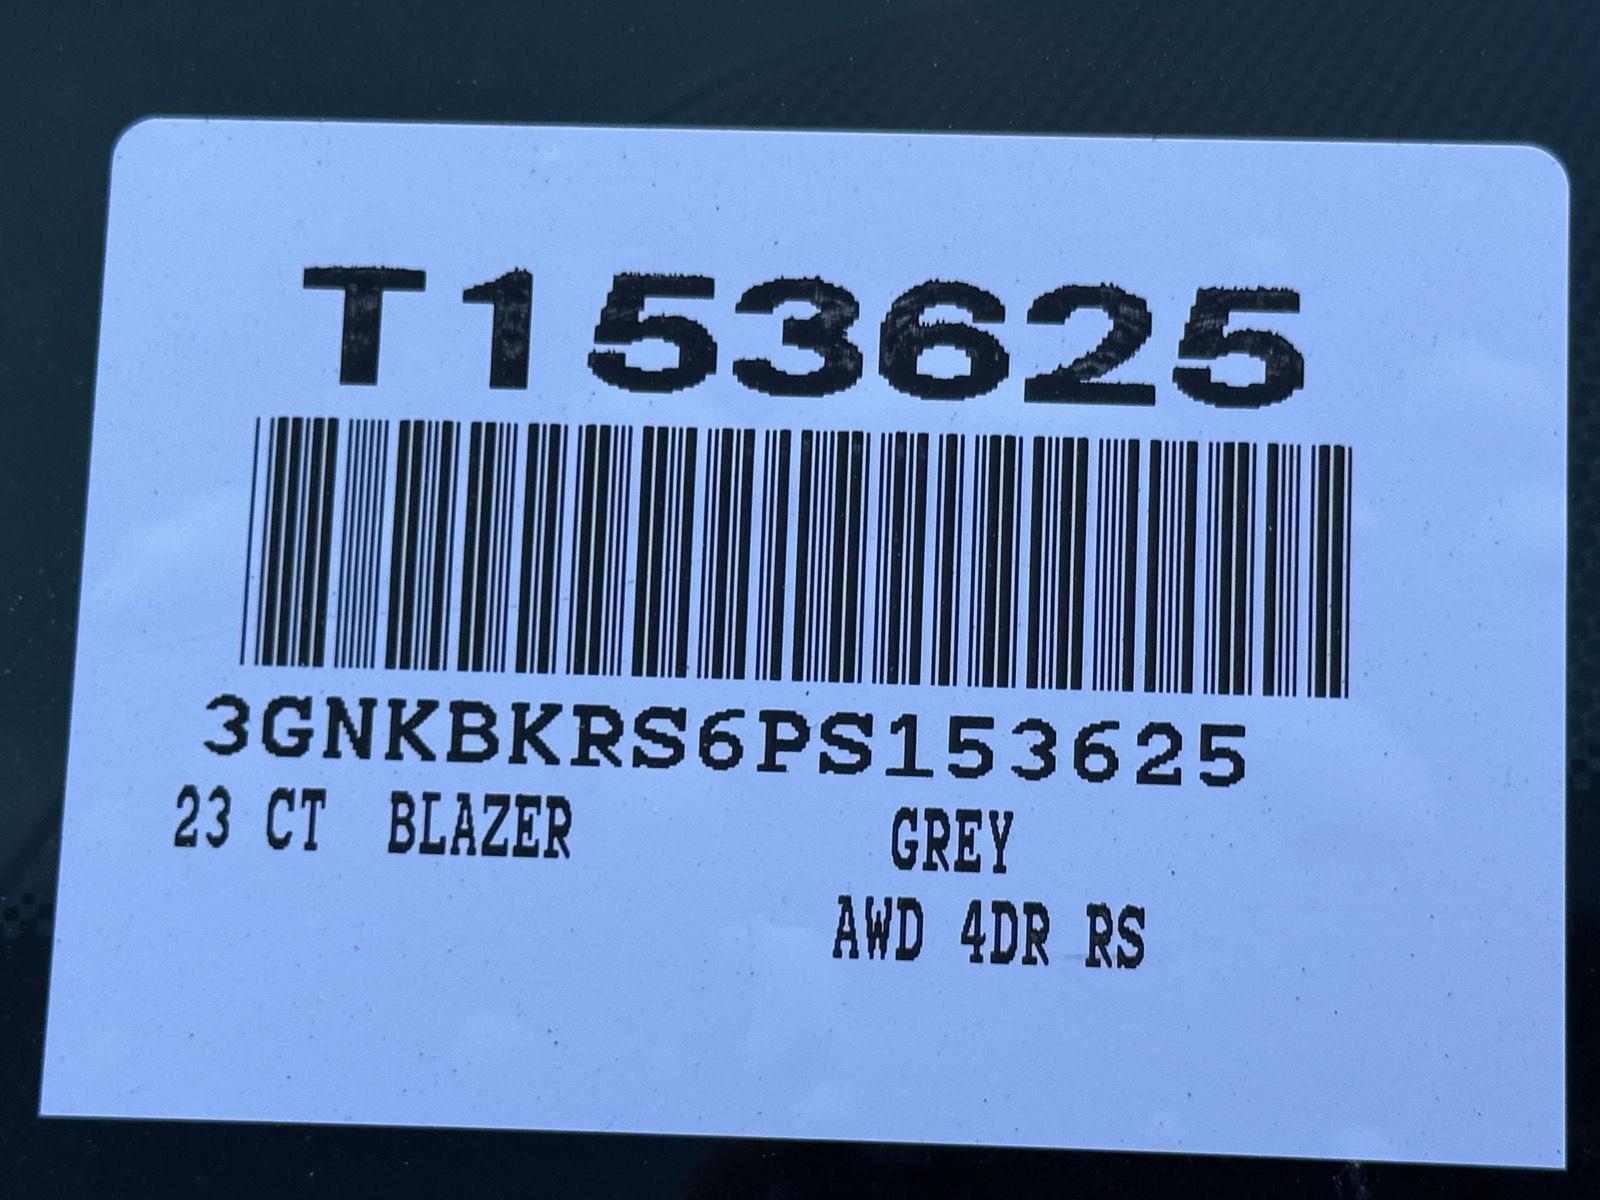 T153625
3GNKBKRS6PS153625
23 CT BLAZER GREY
AWD 4DR RS